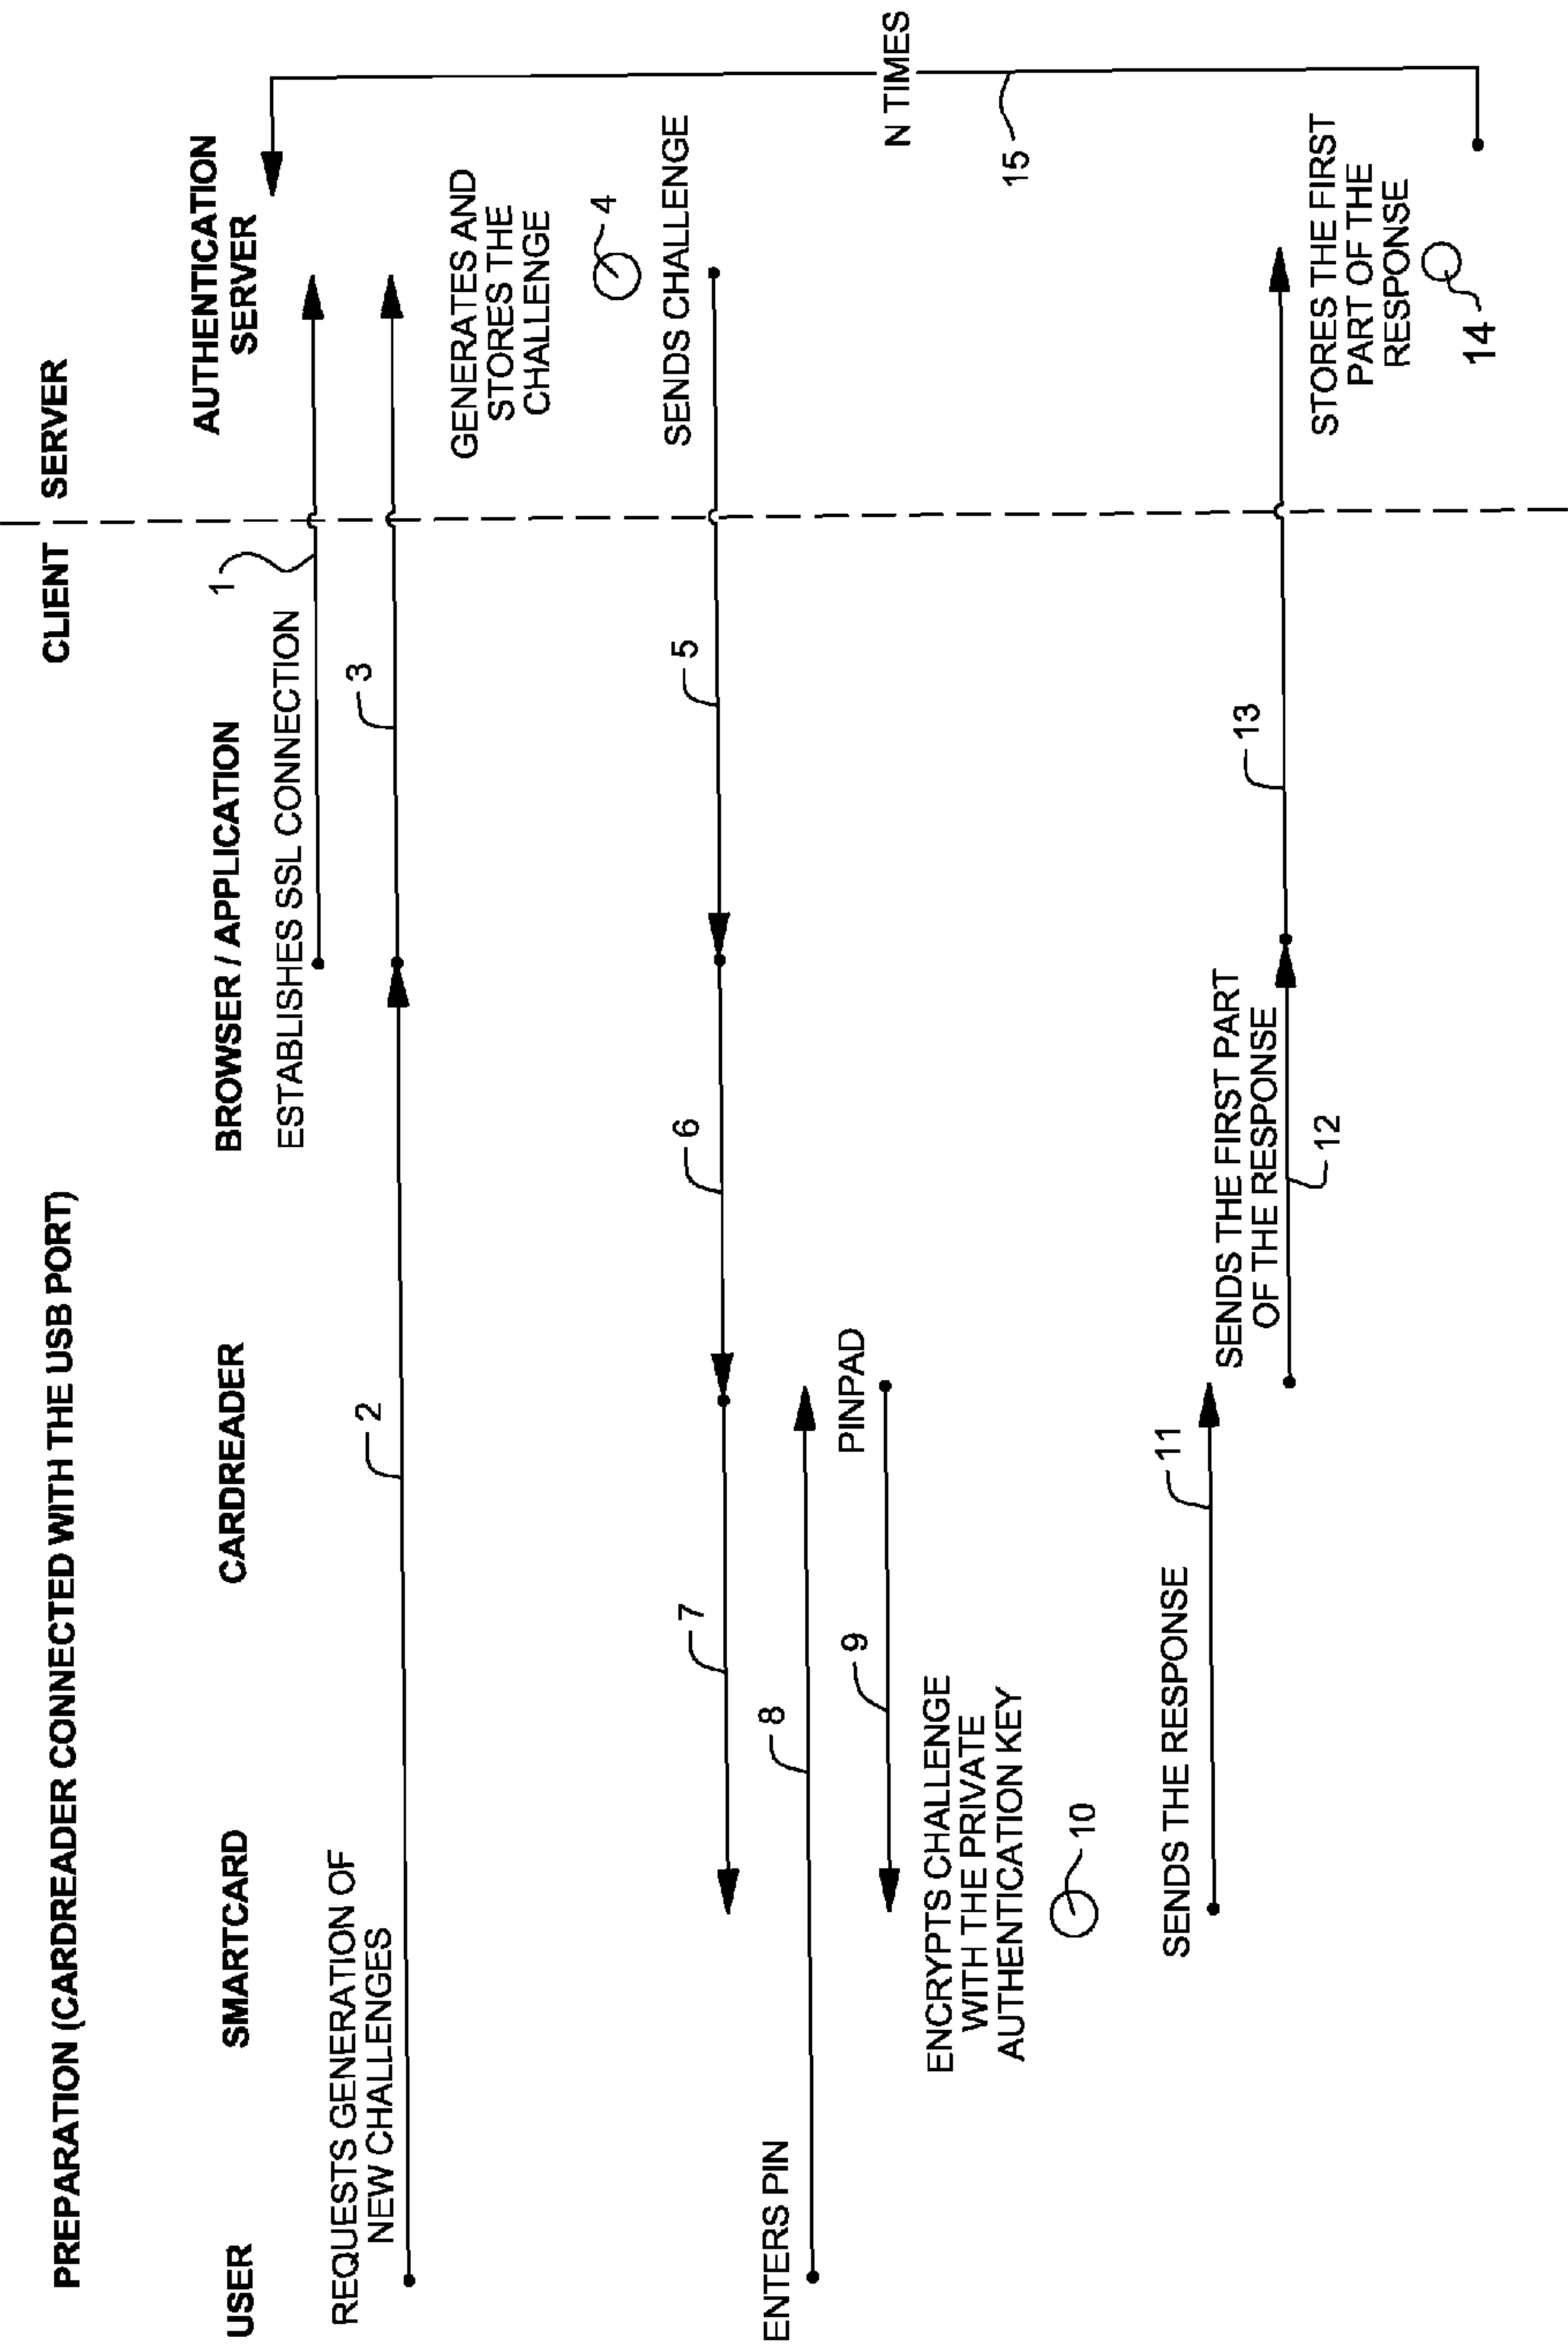 PREPARATION (CARDREADER CONNECTED WITH THE USB PORT)
CLIENT
SERVER
USER
SMARTCARD
CARDREADER
BROWSER / APPLICATION
AUTHENTICATION
SERVER
ESTABLISHES SSL CONNECTION
1
REQUESTS GENERATION OF
NEW CHALLENGES
2
3
GENERATES AND
STORES THE
CHALLENGE
4
SENDS CHALLENGE
5
6
7
ENTERS PIN
8
PINPAD
9
N TIMES
15
ENCRYPTS CHALLENGE
WITH THE PRIVATE
AUTHENTICATION KEY
10
SENDS THE RESPONSE
11
SENDS THE FIRST PART
OF THE RESPONSE
12
13
STORES THE FIRST
PART OF THE
RESPONSE
14